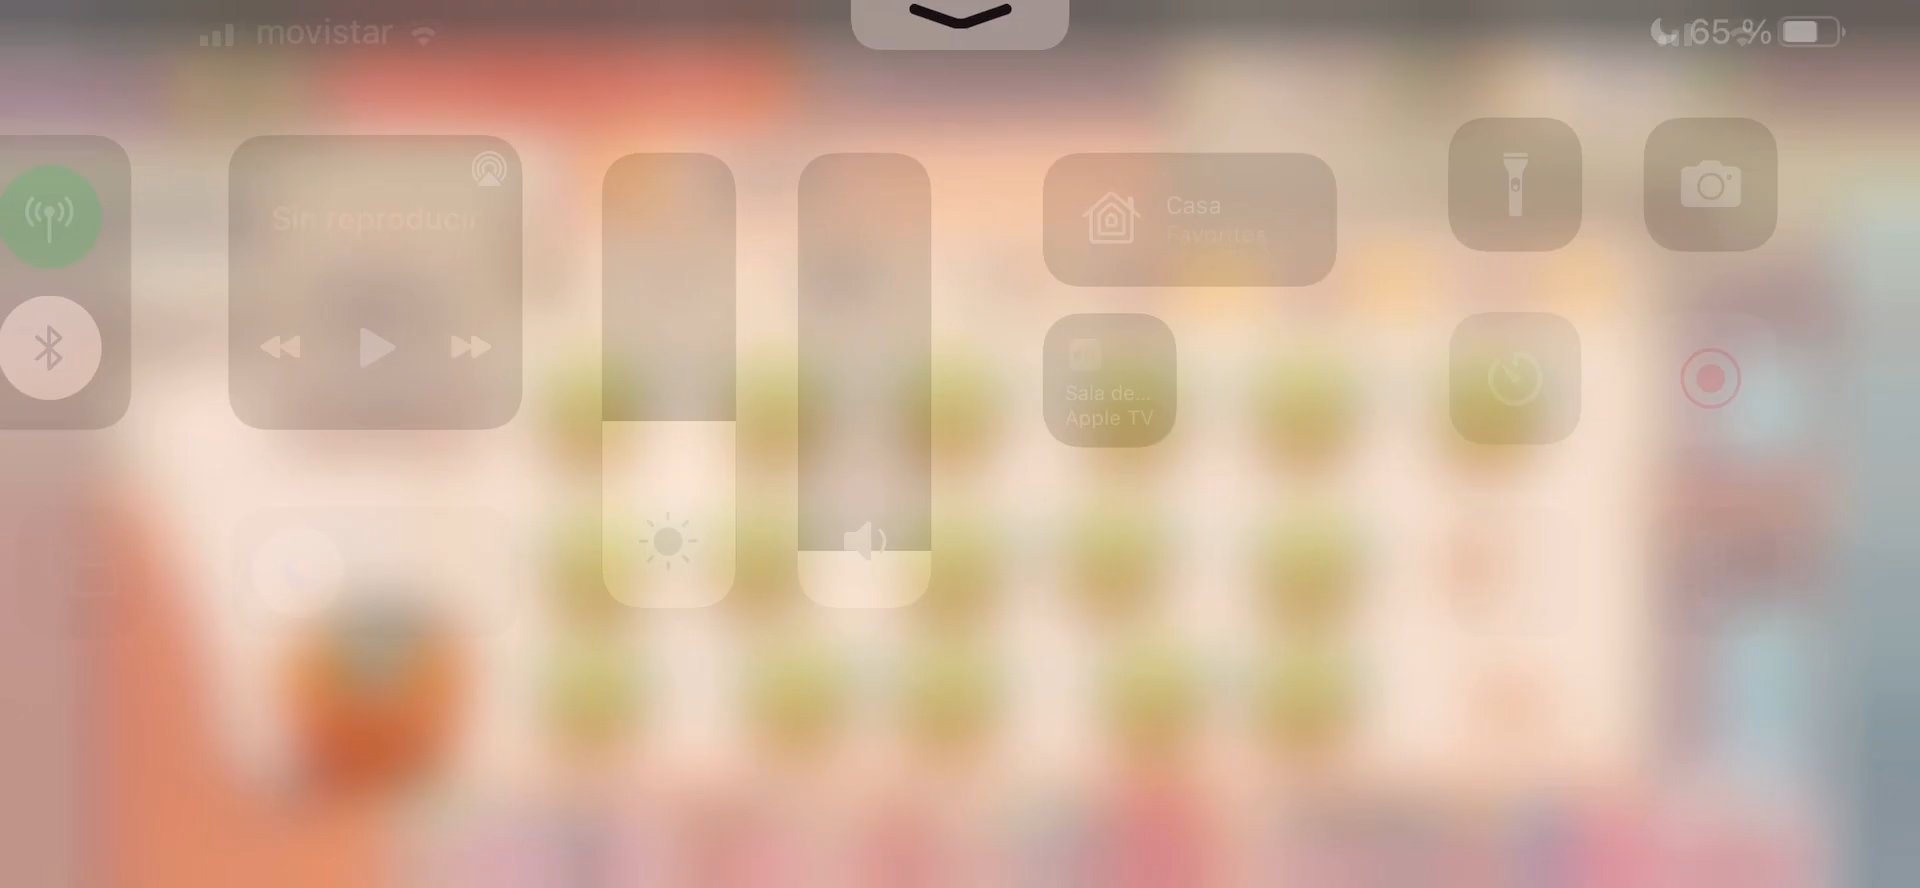 movistar
65 %
Sin reproducir
Casa
Favoritos
Sala de...
Apple TV